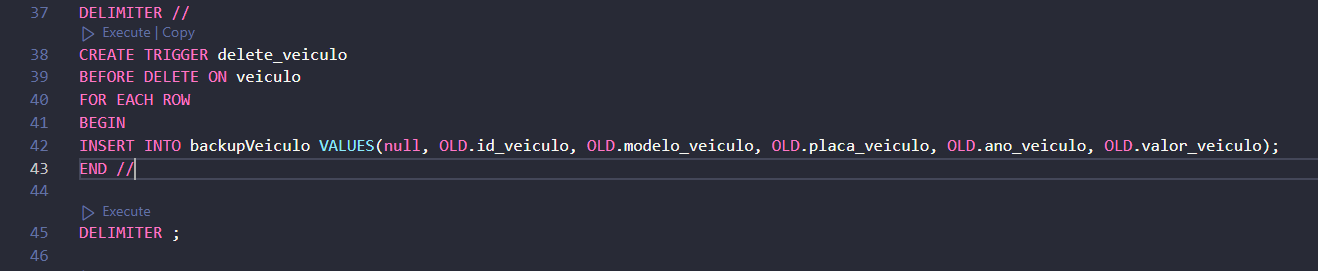 37 DELIMITER //
Execute | Copy
38 CREATE TRIGGER delete_veiculo
39 BEFORE DELETE ON veiculo
40 FOR EACH ROW
41 BEGIN
42 INSERT INTO backupVeiculo VALUES(null, OLD.id_veiculo, OLD.modelo_veiculo, OLD.placa_veiculo, OLD.ano_veiculo, OLD.valor_veiculo);
43 END //
44
Execute
45 DELIMITER ;
46